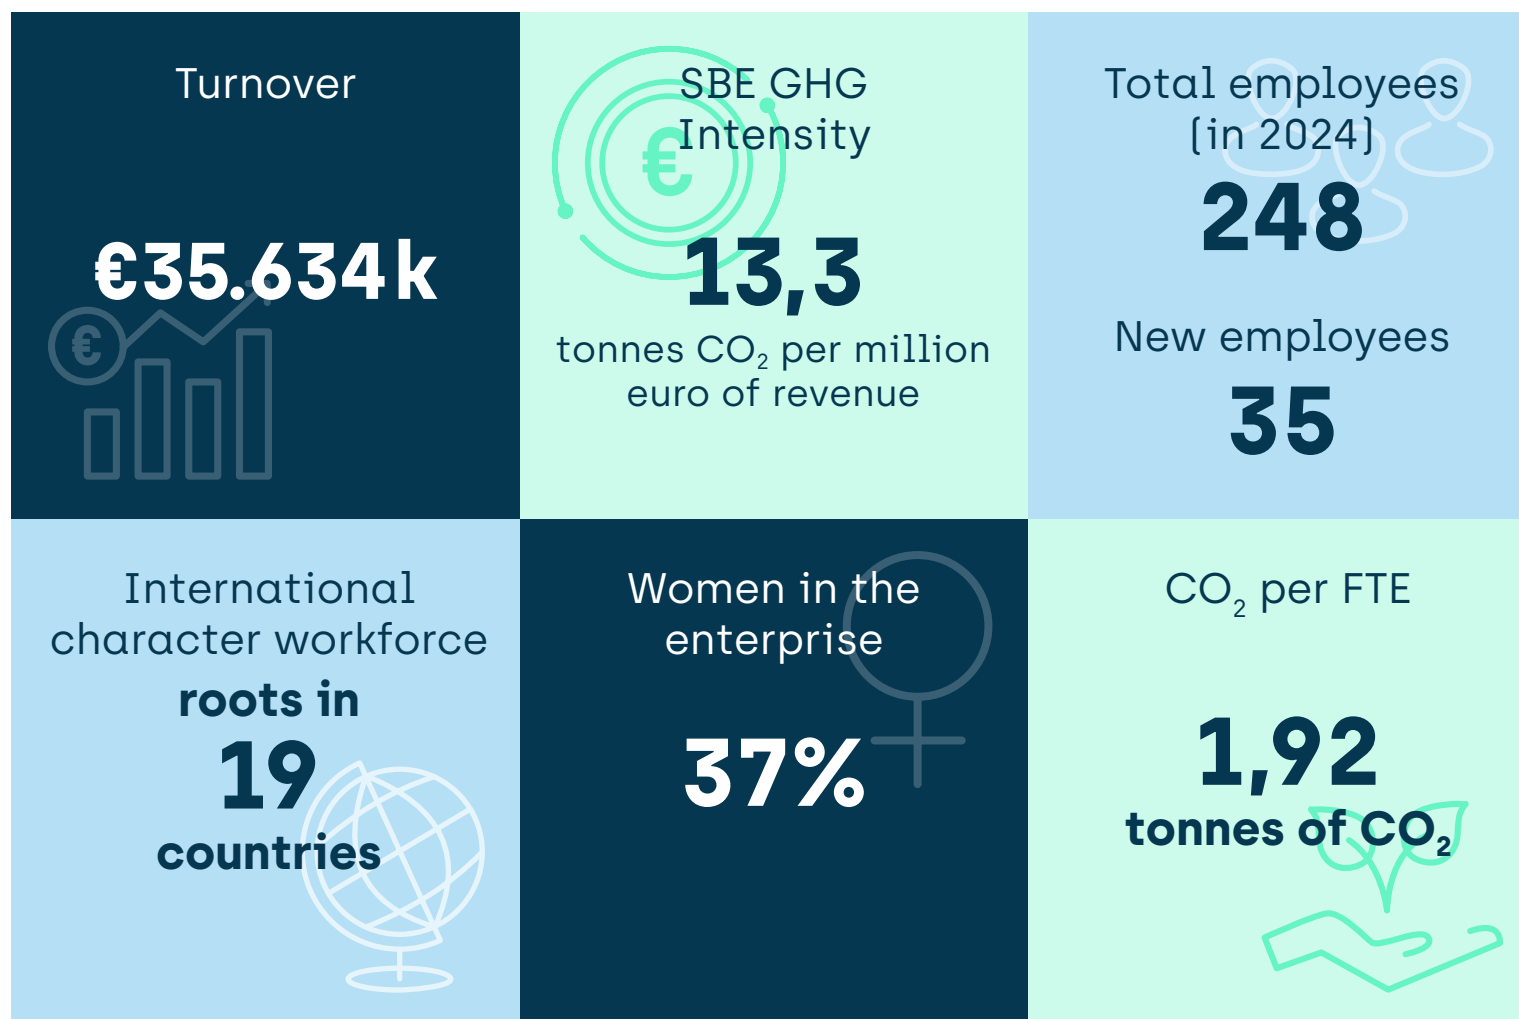 Turnover
€35.634k
€
SBE GHG
Intensity
€
13,3
tonnes CO₂ per million
euro of revenue
Total employees
(in 2024)
248
New employees
35
International
character workforce
roots in
19
countries
Women in the
enterprise
37%
CO₂ per FTE
1,92
tonnes of CO₂